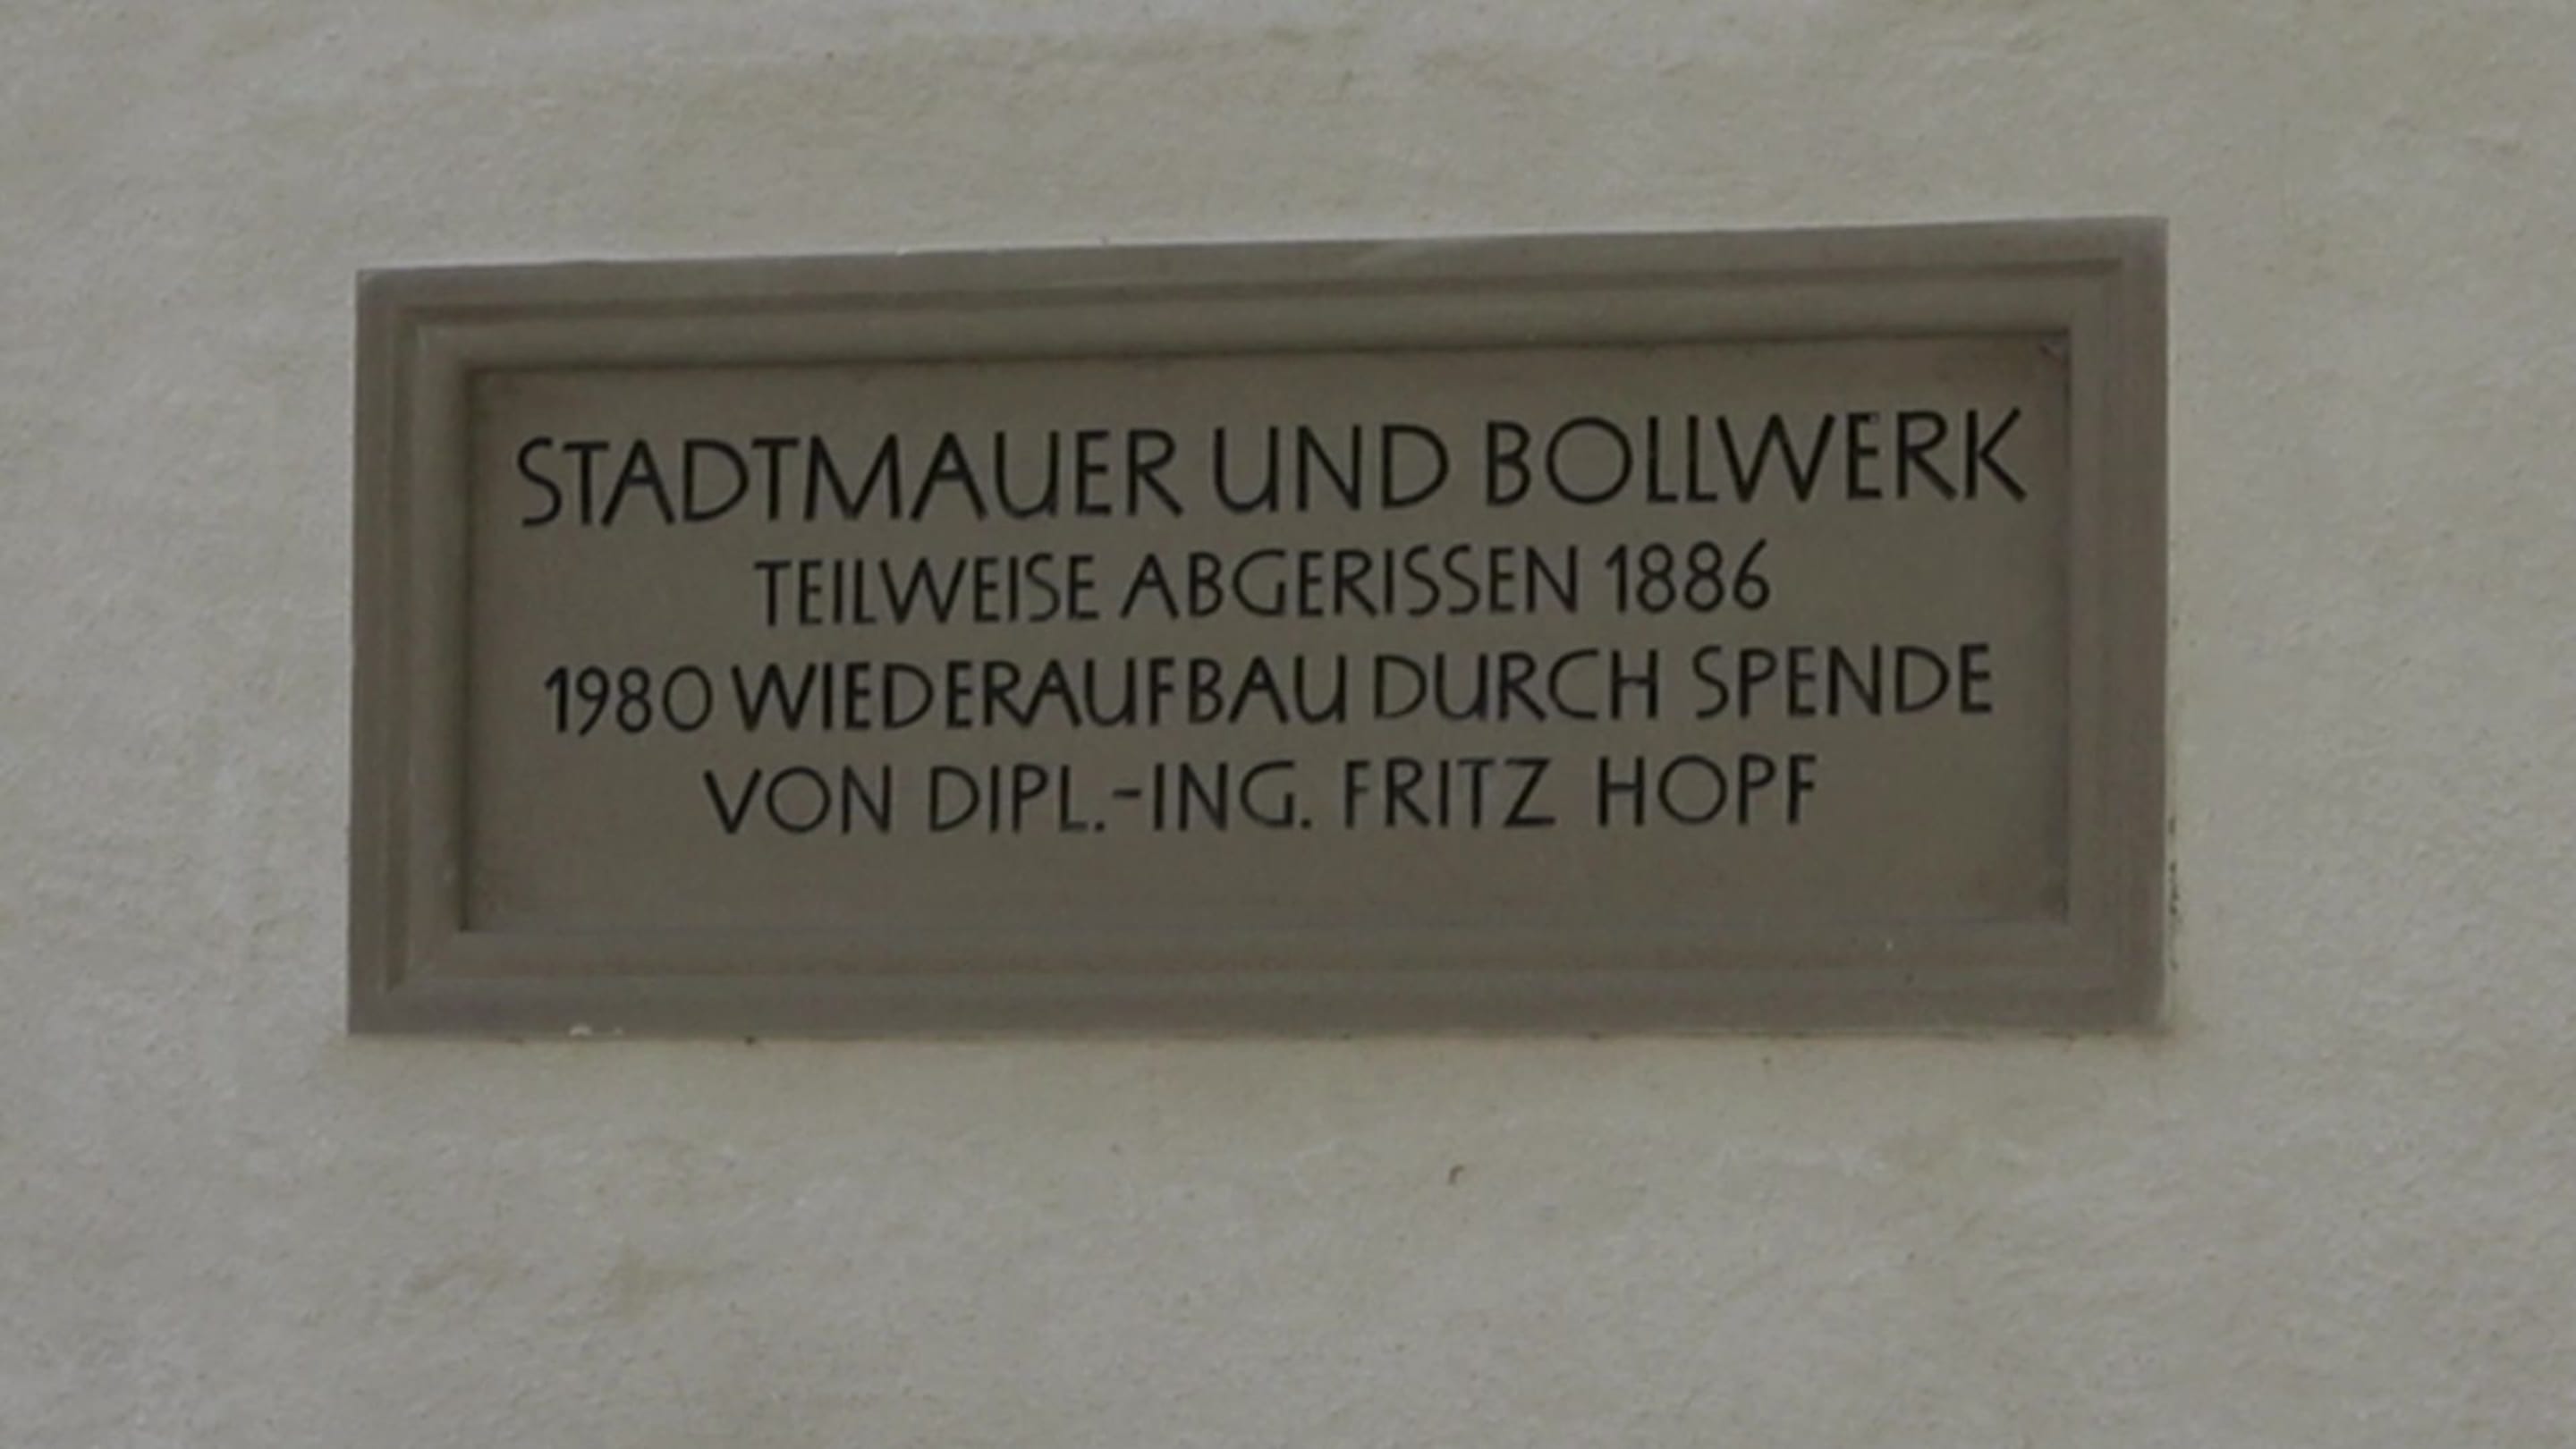 STADTMAUER UND BOLLWERK
TEILWEISE ABGERISSEN 1886
1980 WIEDERAUFBAU DURCH SPENDE
VON DIPL.-ING. FRITZ HOPF